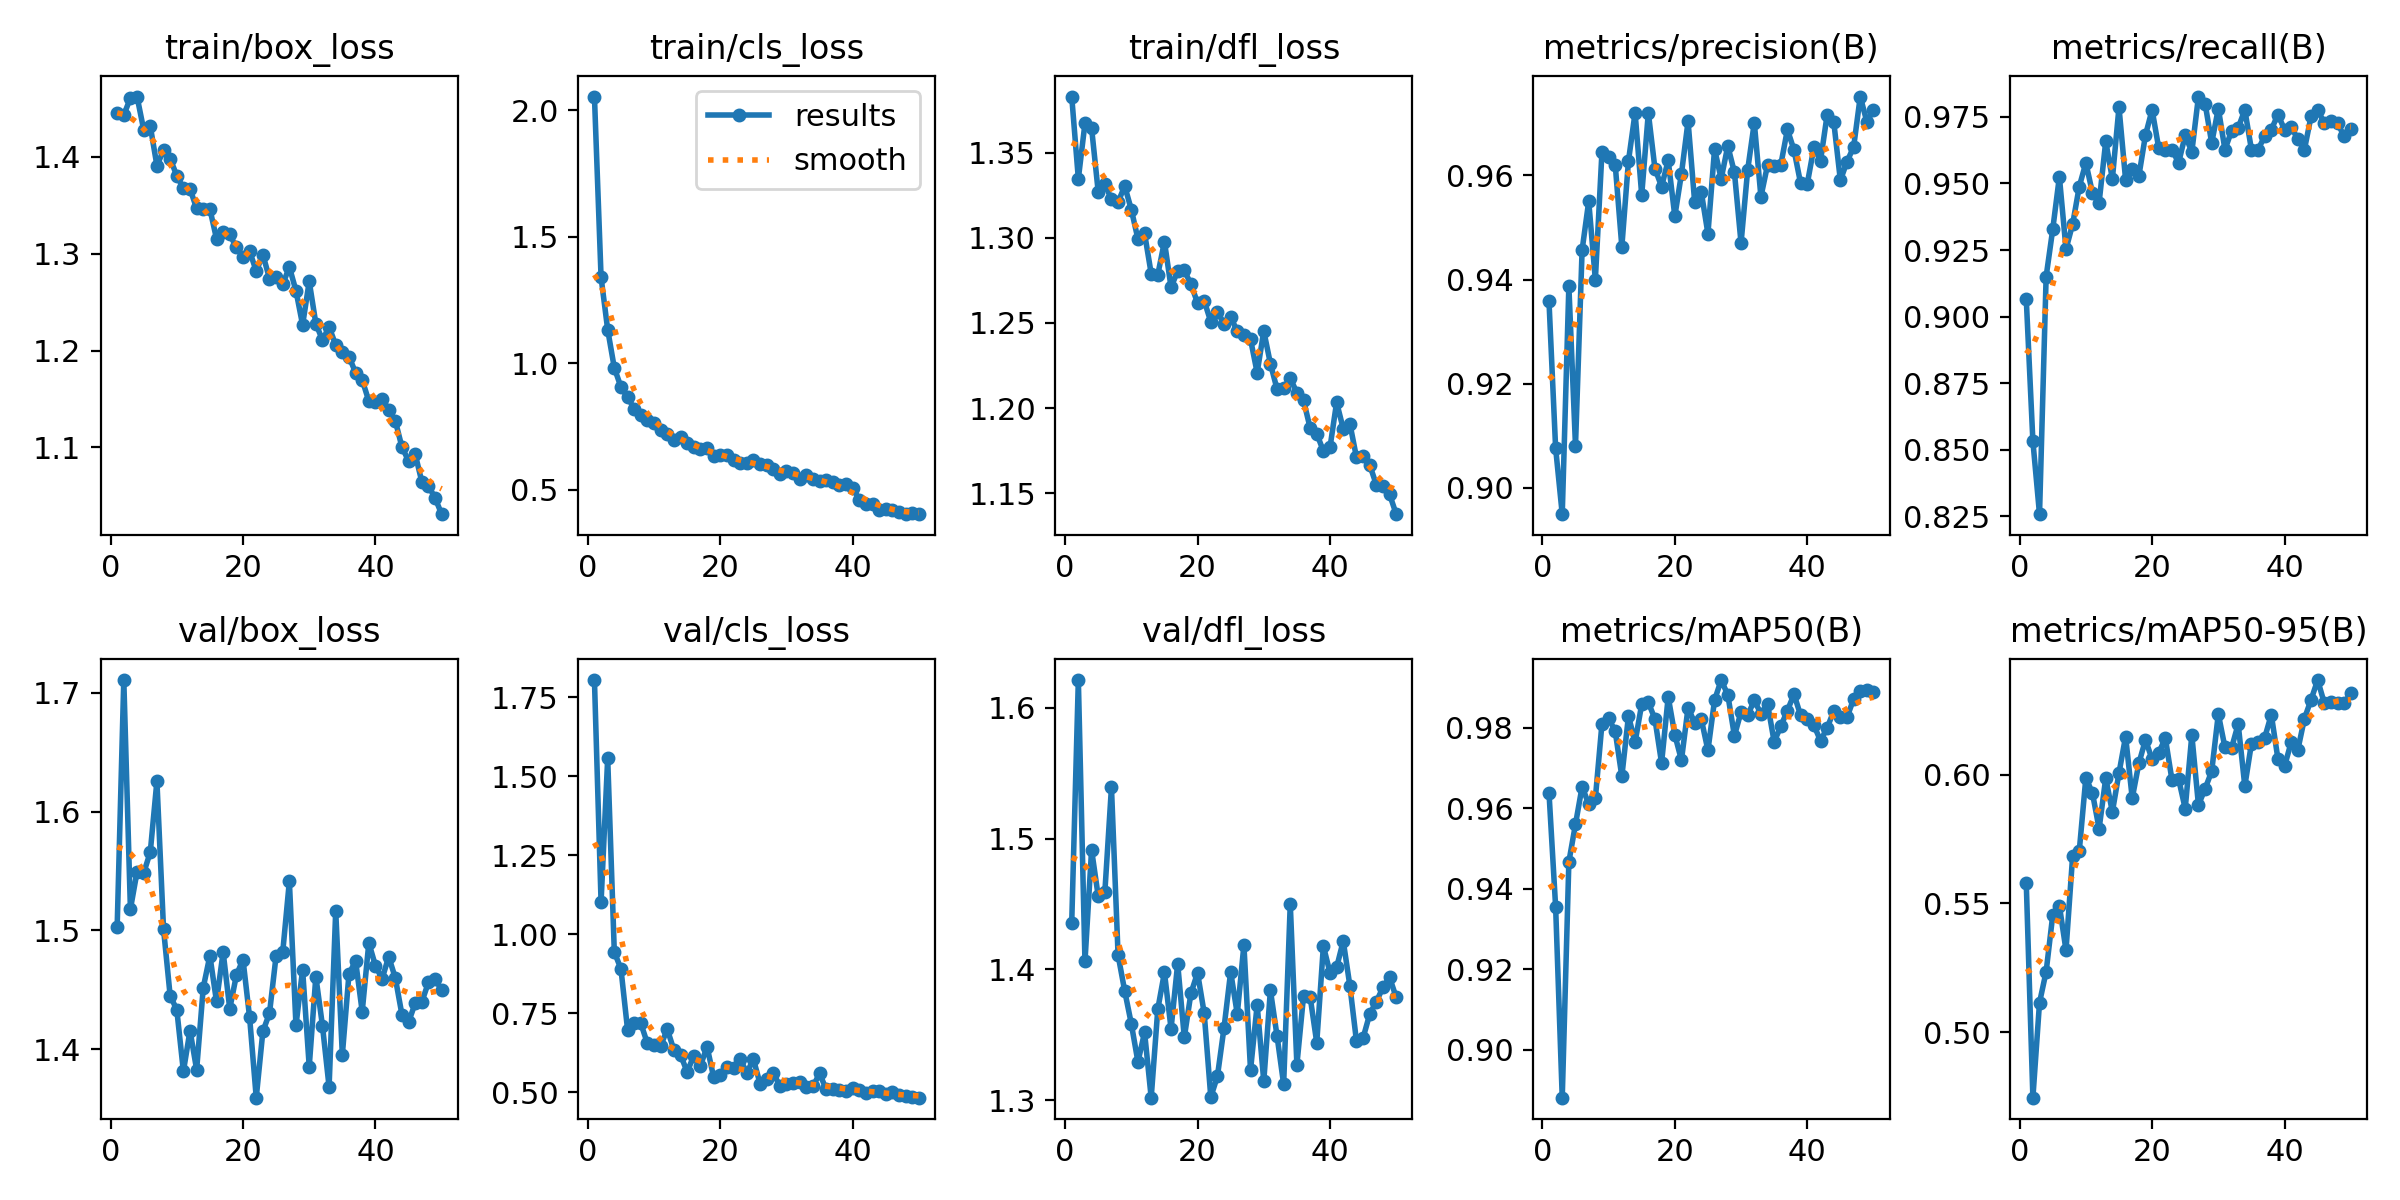 train/box_loss
1.4
1.3
1.2
1.1
0 20 40
train/cls_loss
results
smooth
2.0
1.5
1.0
0.5
0 20 40
train/dfl_loss
1.35
1.30
1.25
1.20
1.15
0 20 40
metrics/precision(B)
0.96
0.94
0.92
0.90
0 20 40
metrics/recall(B)
0.975
0.950
0.925
0.900
0.875
0.850
0.825
0 20 40
val/box_loss
1.7
1.6
1.5
1.4
0 20 40
val/cls_loss
1.75
1.50
1.25
1.00
0.75
0.50
0 20 40
val/dfl_loss
1.6
1.5
1.4
1.3
0 20 40
metrics/mAP50(B)
0.98
0.96
0.94
0.92
0.90
0 20 40
metrics/mAP50-95(B)
0.60
0.55
0.50
0 20 40